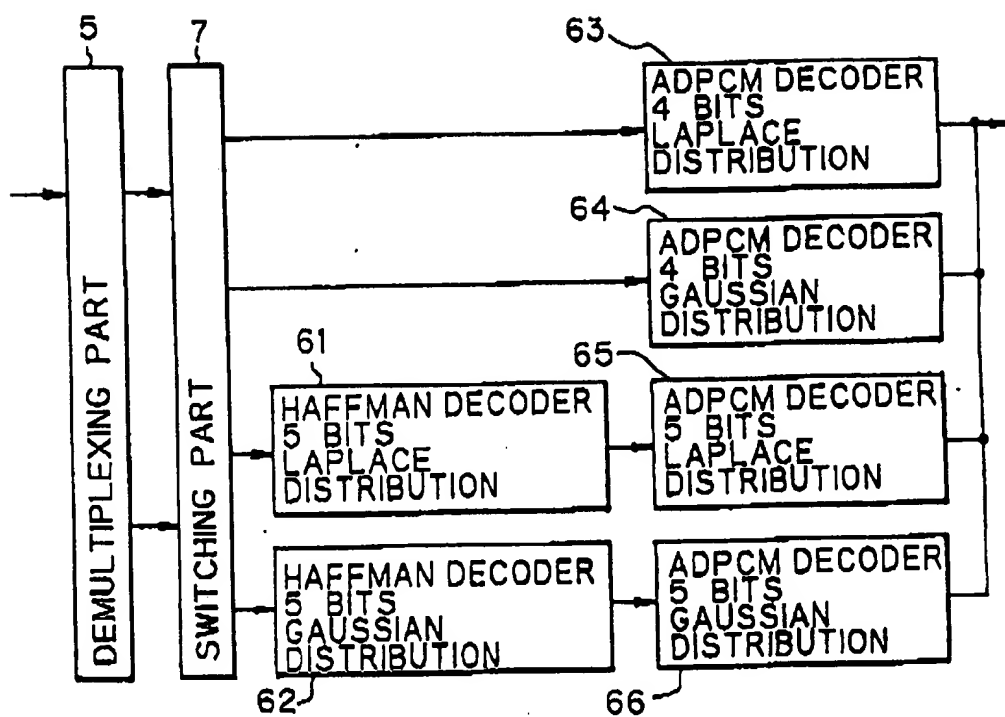 5
7
63
ADPCM DECODER
4 BITS
LAPLACE
DISTRIBUTION
64
ADPCM DECODER
4 BITS
GAUSSIAN
DISTRIBUTION
DEMULTIPLEXING PART
SWITCHING PART
61
HAFFMAN DECODER
5 BITS
LAPLACE
DISTRIBUTION
65
ADPCM DECODER
5 BITS
LAPLACE
DISTRIBUTION
HAFFMAN DECODER
5 BITS
GAUSSIAN
DISTRIBUTION
62
ADPCM DECODER
5 BITS
GAUSSIAN
DISTRIBUTION
66